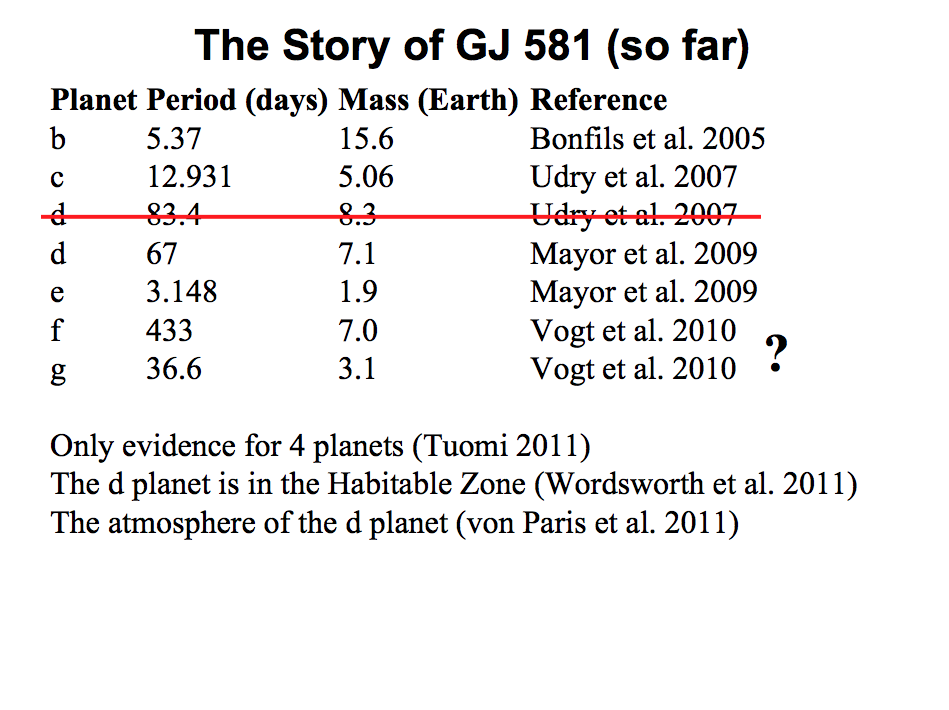 The Story of GJ 581 (so far)
Planet Period (days) Mass (Earth) Reference
b 5.37 15.6 Bonfils et al. 2005
c 12.931 5.06 Udry et al. 2007
d 83.4 8.3 Udry et al. 2007
d 67 7.1 Mayor et al. 2009
e 3.148 1.9 Mayor et al. 2009
f 433 7.0 Vogt et al. 2010
g 36.6 3.1 Vogt et al. 2010 ?
Only evidence for 4 planets (Tuomi 2011)
The d planet is in the Habitable Zone (Wordsworth et al. 2011)
The atmosphere of the d planet (von Paris et al. 2011)